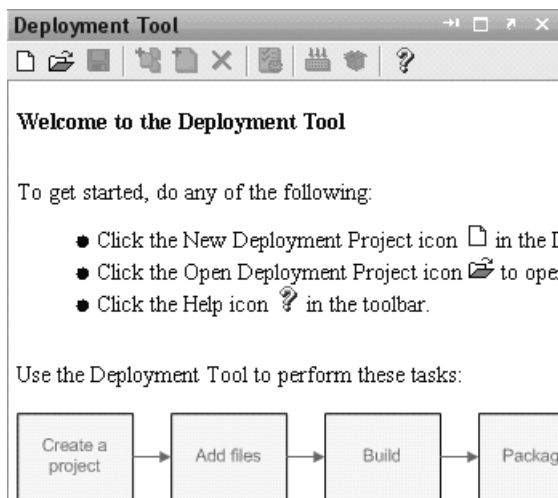 Deployment Tool
Welcome to the Deployment Tool
To get started, do any of the following:
Click the New Deployment Project icon in the
Click the Open Deployment Project icon to
Click the Help icon in the toolbar.
Use the Deployment Tool to perform these tasks:
Create a
project
Add files
Build